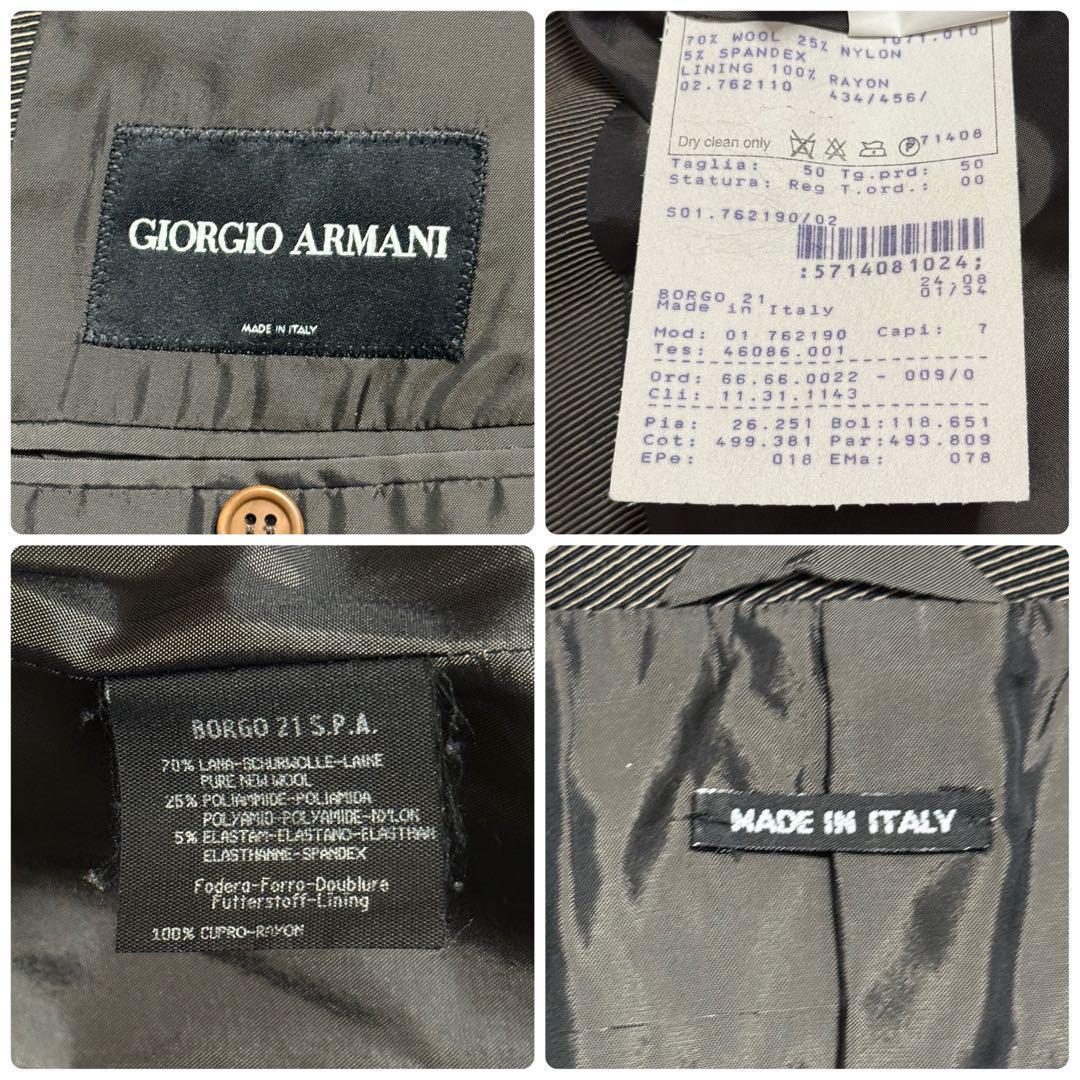 GIORGIO ARMANI
MADE IN ITALY
70% WOOL 25% NYLON 1071.010
5% SPANDEX
LINING 100% RAYON
02.762110 434/456/
Dry clean only 71408
Taglia: 50 Tg.prd: 50
Statura: Reg T.ord.: 00
S01.762190/02
:5714081024;
24.08
01/34
BORGO 21
Made in Italy
Mod: 01 762190 Capi: 7
Tes: 46086.001
Ord: 66.66.0022 - 009/0
Cli: 11.31.1143
Pia: 26.251 Bol:118.651
Cot: 499.381 Par:493.809
EPe: 018 EMa: 078
BORGO 21 S.P.A.
70% LANA-SCHURWOLLE-LAINE
PURE NEW WOOL
25% POLIAMMIDE-POLIAMIDA
POLYAMID-POLYAMIDE-NYLON
5% ELASTAM-ELASTANO-ELASTHAN
ELASTHANNE-SPANDEX
Fodera-Forro-Doublure
Futterstoff-Lining
100% CUPRO-RAYON
MADE IN ITALY